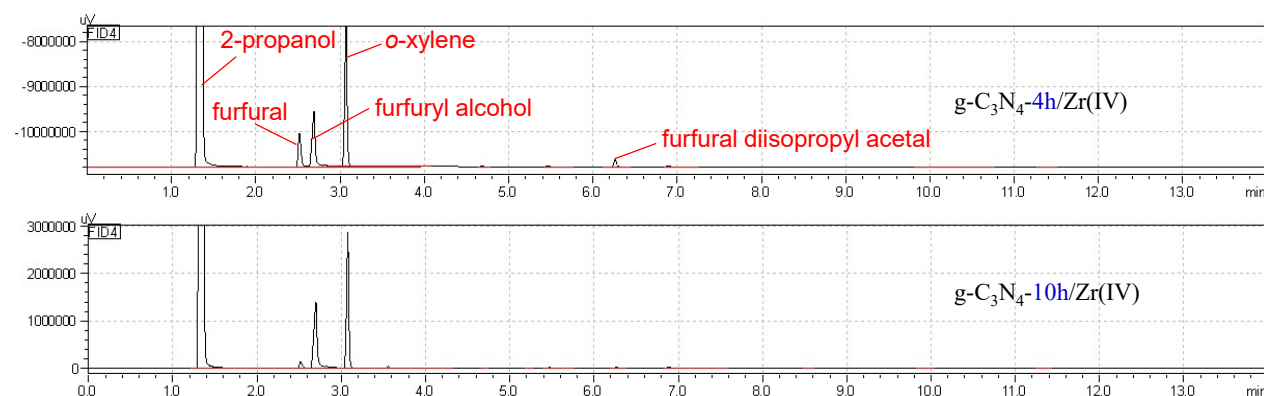 uV
FID4
-8000000
-9000000
-10000000
2-propanol
o-xylene
furfural
furfuryl alcohol
furfural diisopropyl acetal
g-C₃N₄-4h/Zr(IV)
1.0 2.0 3.0 4.0 5.0 6.0 7.0 8.0 9.0 10.0 11.0 12.0 13.0 min
uV
FID4
3000000
2000000
1000000
0
g-C₃N₄-10h/Zr(IV)
0.0 1.0 2.0 3.0 4.0 5.0 6.0 7.0 8.0 9.0 10.0 11.0 12.0 13.0 min